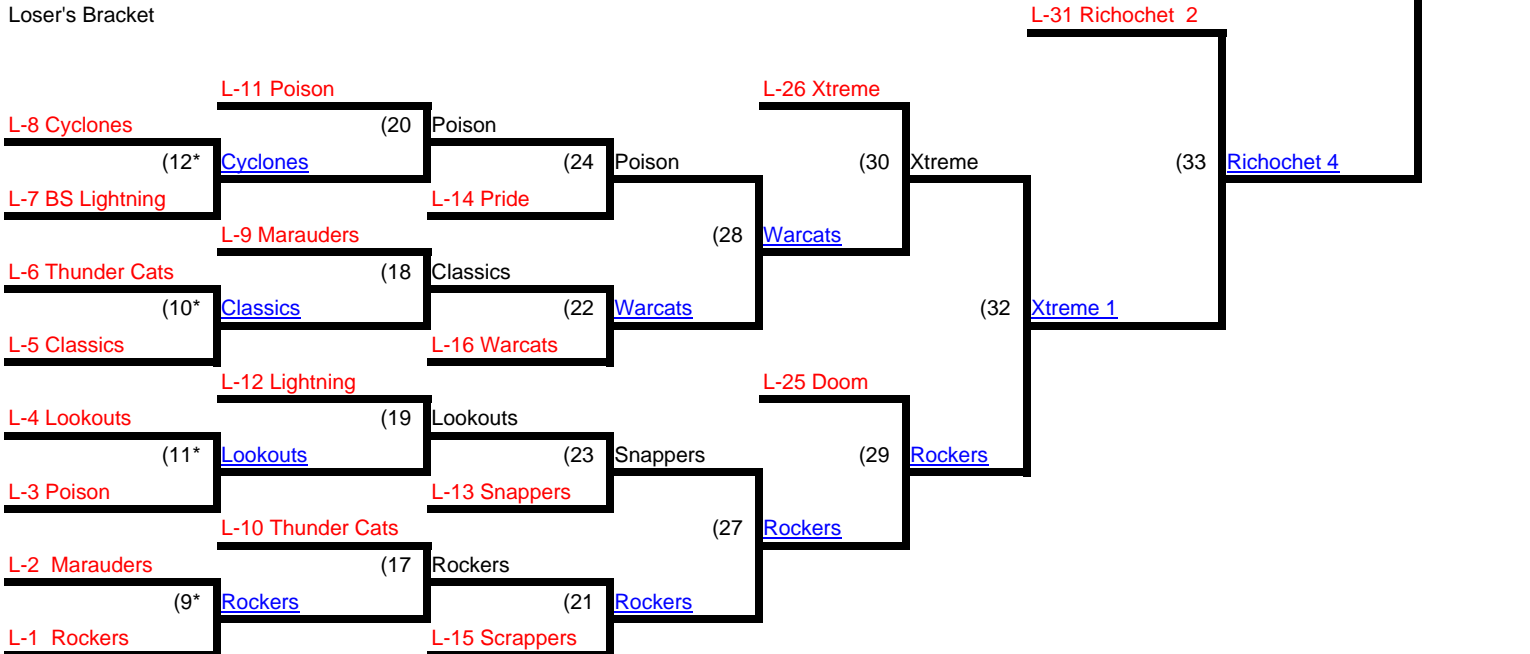 Loser's Bracket
L-31 Richochet  2
L-11 Poison
L-26 Xtreme
L-8 Cyclones
(20
Poison
(12*
Cyclones
(24
Poison
(30
Xtreme
(33
Richochet 4
L-7 BS Lightning
L-14 Pride
L-9 Marauders
(28
Warcats
L-6 Thunder Cats
(18
Classics
(10*
Classics
(22
Warcats
(32
Xtreme 1
L-5 Classics
L-16 Warcats
L-12 Lightning
L-25 Doom
L-4 Lookouts
(19
Lookouts
(11*
Lookouts
(23
Snappers
(29
Rockers
L-3 Poison
L-13 Snappers
L-10 Thunder Cats
(27
Rockers
L-2  Marauders
(17
Rockers
(9*
Rockers
(21
Rockers
L-1  Rockers
L-15 Scrappers